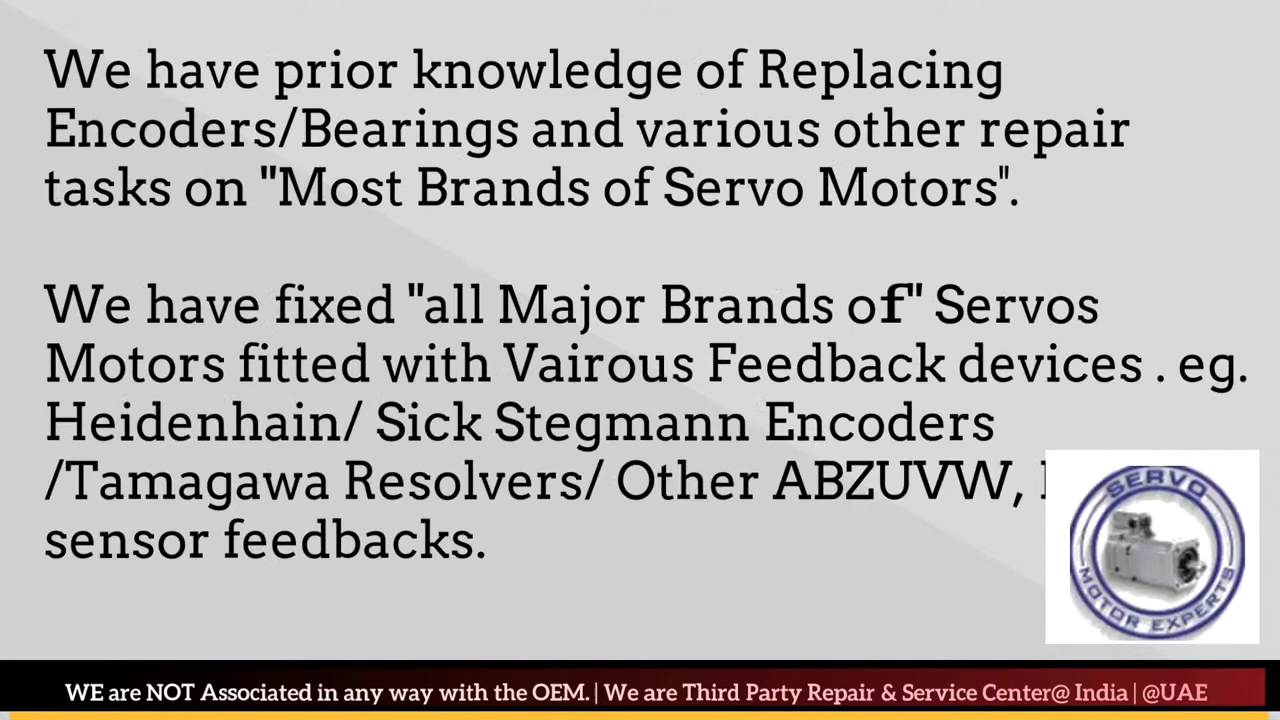 We have prior knowledge of Replacing
Encoders/Bearings and various other repair
tasks on "Most Brands of Servo Motors".
We have fixed "all Major Brands of" Servos
Motors fitted with Vairous Feedback devices . eg.
Heidenhain/ Sick Stegmann Encoders
/Tamagawa Resolvers/ Other ABZUVW,
sensor feedbacks.
SERVO
MOTOR EXPERTS
WE are NOT Associated in any way with the OEM. | We are Third Party Repair & Service Center@ India | @UAE